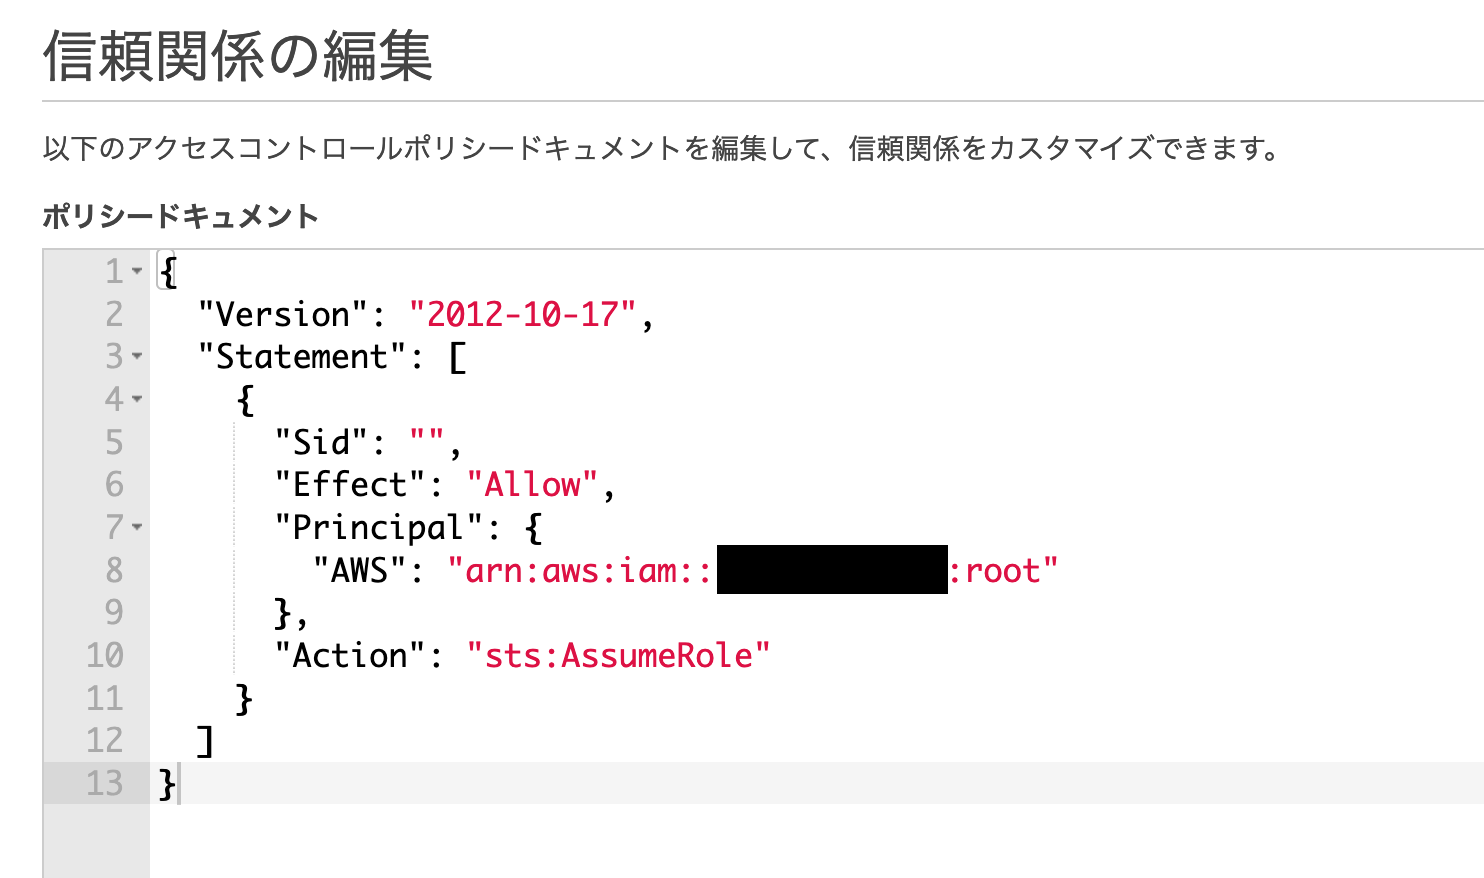 信頼関係の編集
以下のアクセスコントロールポリシードキュメントを編集して、信頼関係をカスタマイズできます。
ポリシードキュメント
1 {
2   "Version": "2012-10-17",
3   "Statement": [
4     {
5       "Sid": "",
6       "Effect": "Allow",
7       "Principal": {
8         "AWS": "arn:aws:iam:::root"
9       },
10       "Action": "sts:AssumeRole"
11     }
12   ]
13 }